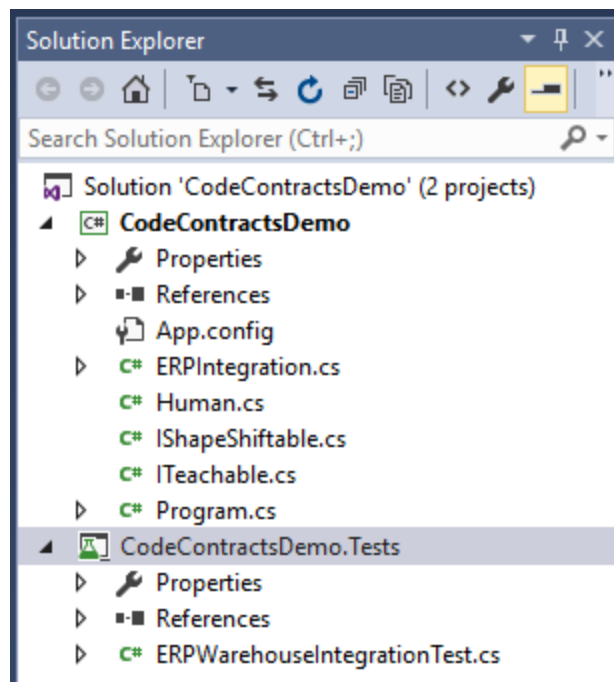 Solution Explorer
Search Solution Explorer (Ctrl+;)
Solution 'CodeContractsDemo' (2 projects)
C# CodeContractsDemo
Properties
References
App.config
C# ERPIntegration.cs
C# Human.cs
C# IShapeShiftable.cs
C# ITeachable.cs
C# Program.cs
CodeContractsDemo.Tests
Properties
References
C# ERPWarehouseIntegrationTest.cs